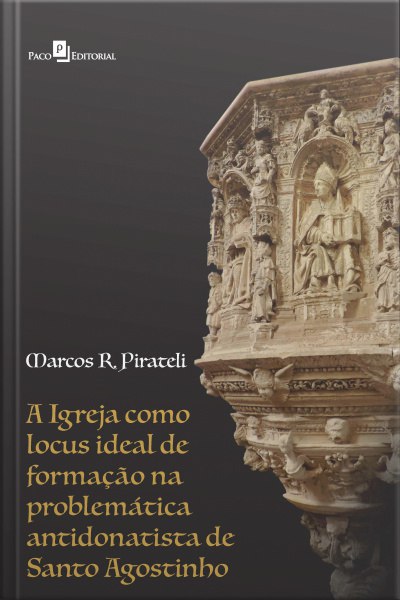 PACO EDITORIAL
Marcos R. Pirateli
A Igreja como
locus ideal de
formação na
problemática
antidonatista de
Santo Agostinho